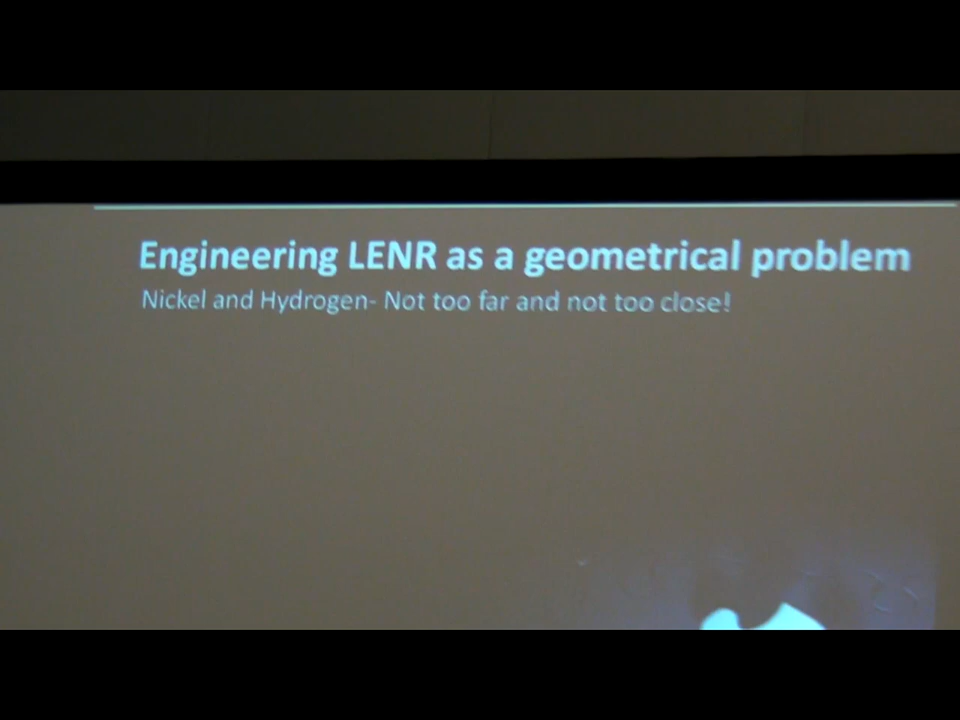 Engineering LENR as a geometrical problem
Nickel and Hydrogen- Not too far and not too close!